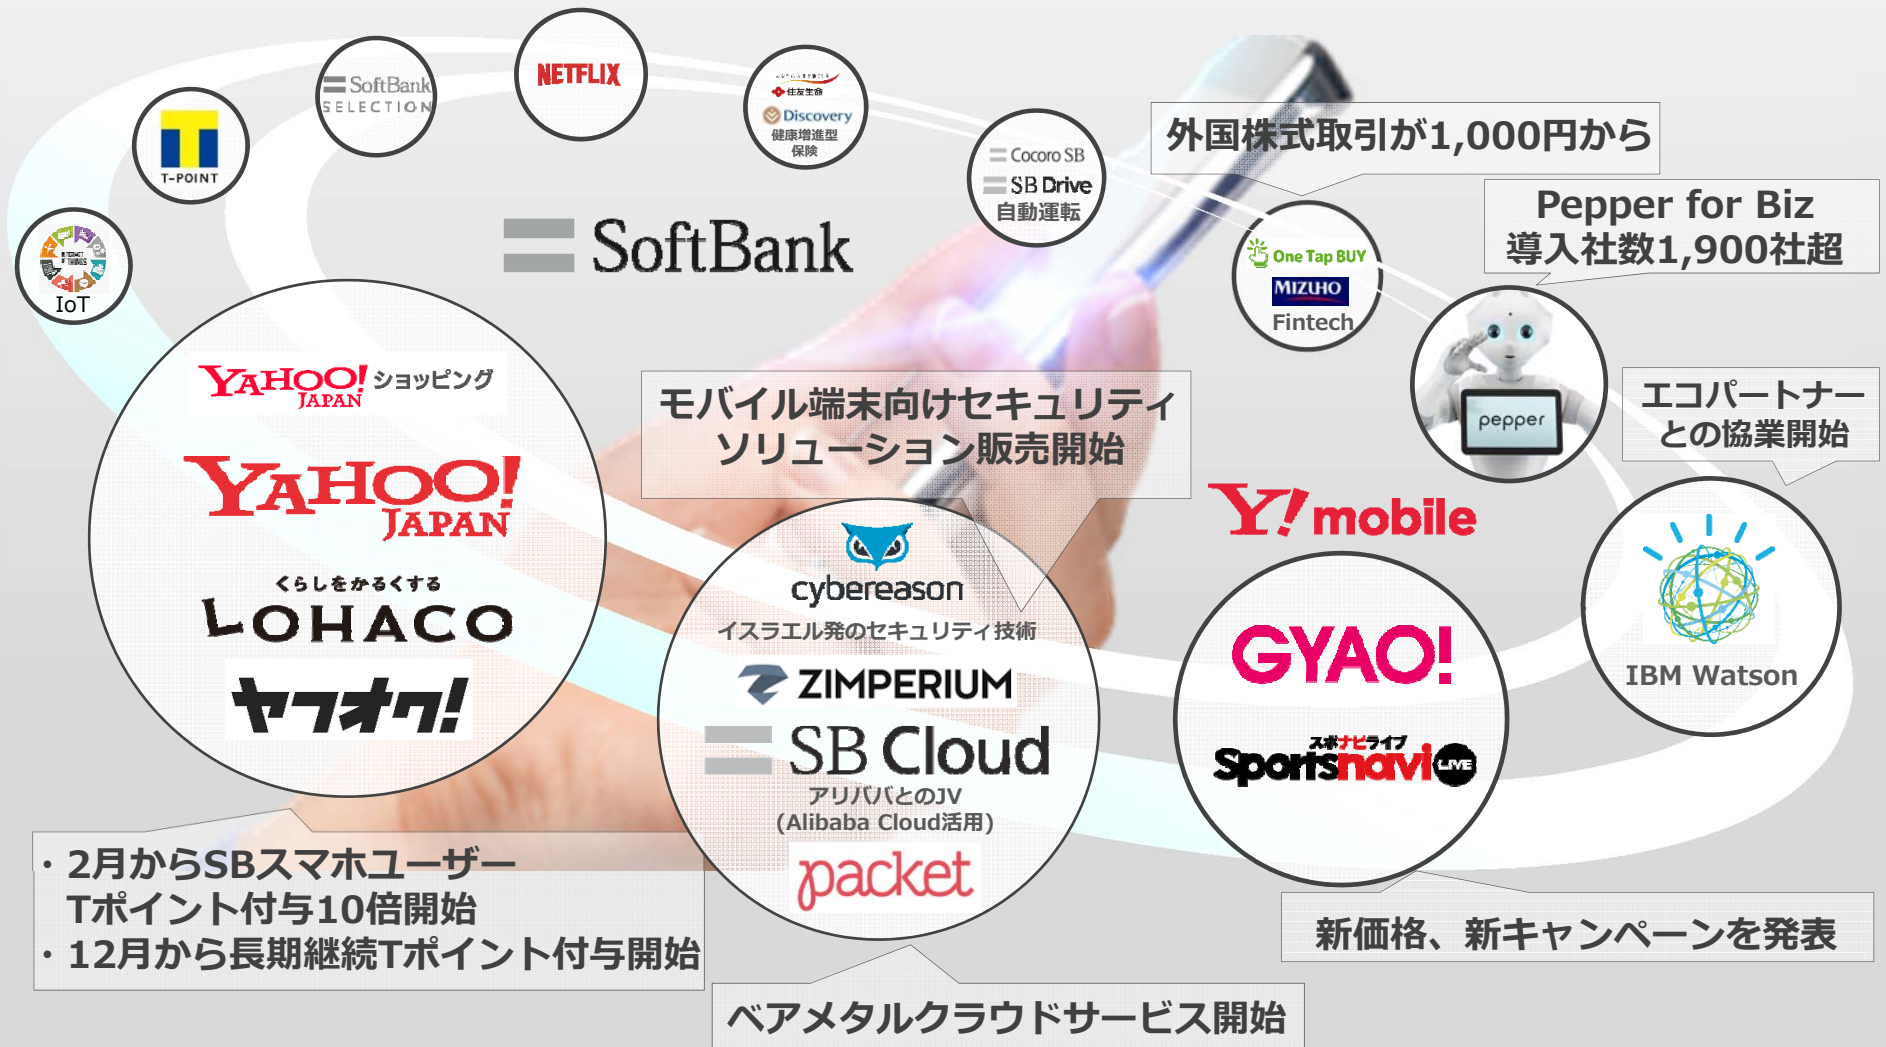 NETFLIX
SoftBank
SELECTION
T-POINT
INTERNET
OF THINGS
IoT
住友生命
Discovery
健康増進型
保険
Cocoro SB
SB Drive
自動運転
外国株式取引が1,000円から
One Tap BUY
MIZUHO
Fintech
Pepper for Biz
導入社数1,900社超
pepper
エコパートナー
との協業開始
IBM Watson
SoftBank
YAHOO! ショッピング
JAPAN
YAHOO!
JAPAN
くらしをかるくする
LOHACO
ヤフオク!
・2月からSBスマホユーザー
Tポイント付与10倍開始
・12月から長期継続Tポイント付与開始
モバイル端末向けセキュリティ
ソリューション販売開始
cybereason
イスラエル発のセキュリティ技術
ZIMPERIUM
SB Cloud
アリババとのJV
(Alibaba Cloud活用)
packet
ベアメタルクラウドサービス開始
Y!mobile
GYAO!
スポナビライブ
Sportsnavi LIVE
新価格、新キャンペーンを発表